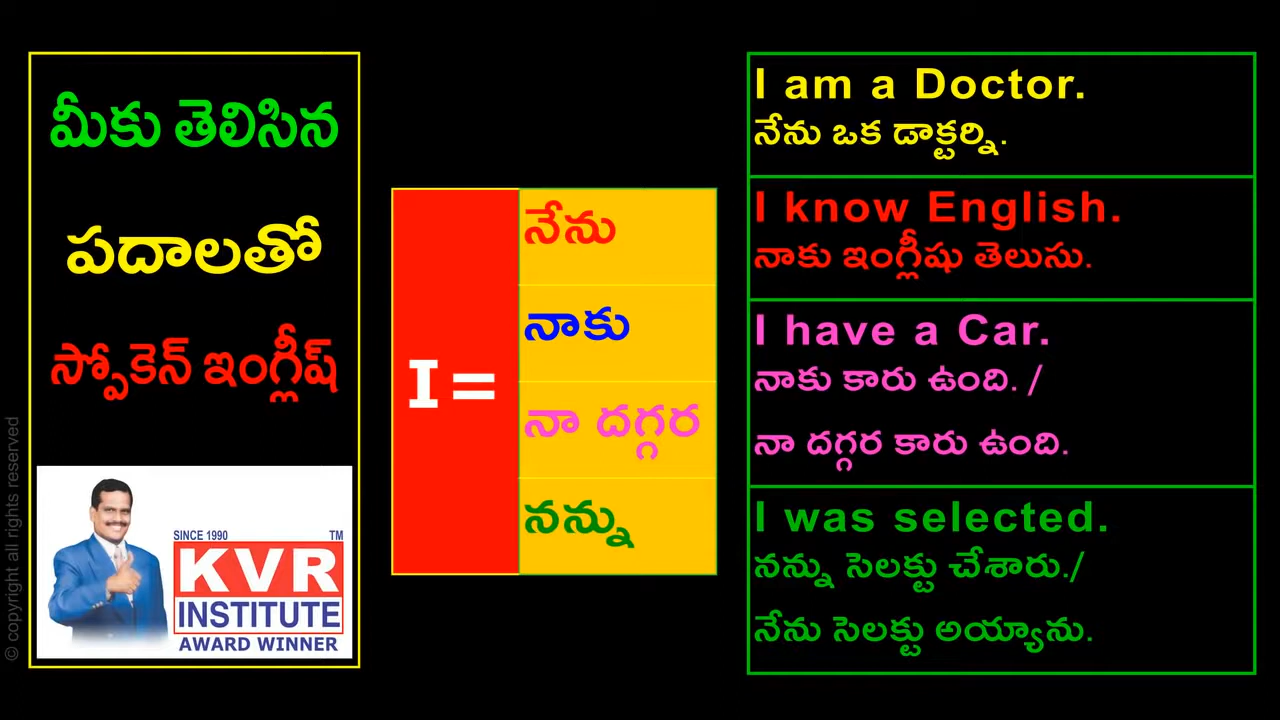 మీకు తెలిసిన
పదాలతో
స్పోకెన్ ఇంగ్లీష్
SINCE 1990 TM
KVR
INSTITUTE
AWARD WINNER
© copyright all rights reserved
I =
నేను
నాకు
నా దగ్గర
నన్ను
I am a Doctor.
నేను ఒక డాక్టర్ని.
I know English.
నాకు ఇంగ్లీషు తెలుసు.
I have a Car.
నాకు కారు ఉంది. /
నా దగ్గర కారు ఉంది.
I was selected.
నన్ను సెలక్టు చేశారు./
నేను సెలక్టు అయ్యాను.